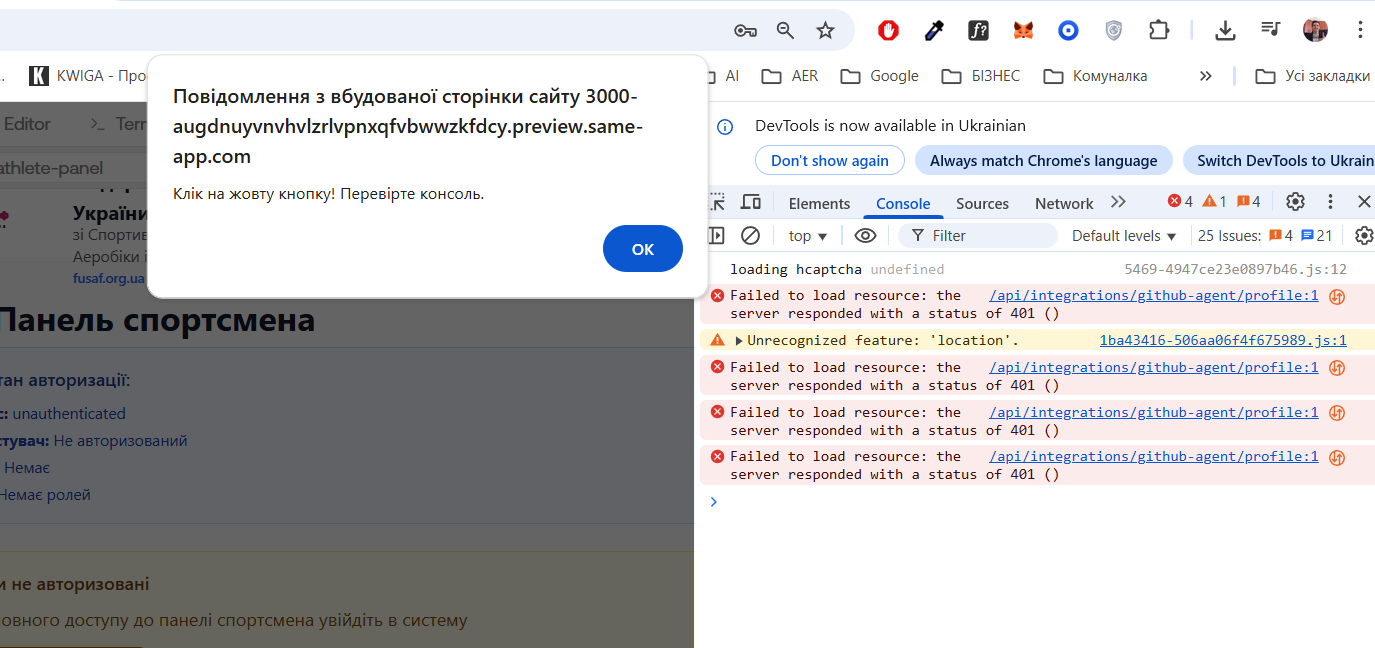 KWIGA - Про
AI
AER
Google
БІЗНЕС
Комуналка
»
Усі закладки
Editor
>_ Terr
athlete-panel
України
зі Спортив
Аеробіки і
fusaf.org.ua
Повідомлення з вбудованої сторінки сайту 3000-
augdnuyvnvhvlzrlvpnxqfvbwwzkfdcy.preview.same-
app.com
Клік на жовту кнопку! Перевірте консоль.
OK
Панель спортсмена
тан авторизації:
с: unauthenticated
стувач: Не авторизований
Немає
Немає ролей
и не авторизовані
овного доступу до панелі спортсмена увійдіть в систему
DevTools is now available in Ukrainian
Don't show again
Always match Chrome's language
Switch DevTools to Ukrain
Elements
Console
Sources
Network
4
1
4
top
Filter
Default levels
25 Issues:
4
21
loading hcaptcha undefined 5469-4947ce23e0897b46.js:12
Failed to load resource: the /api/integrations/github-agent/profile:1
server responded with a status of 401 ()
Unrecognized feature: 'location'. 1ba43416-506aa06f4f675989.js:1
Failed to load resource: the /api/integrations/github-agent/profile:1
server responded with a status of 401 ()
Failed to load resource: the /api/integrations/github-agent/profile:1
server responded with a status of 401 ()
Failed to load resource: the /api/integrations/github-agent/profile:1
server responded with a status of 401 ()